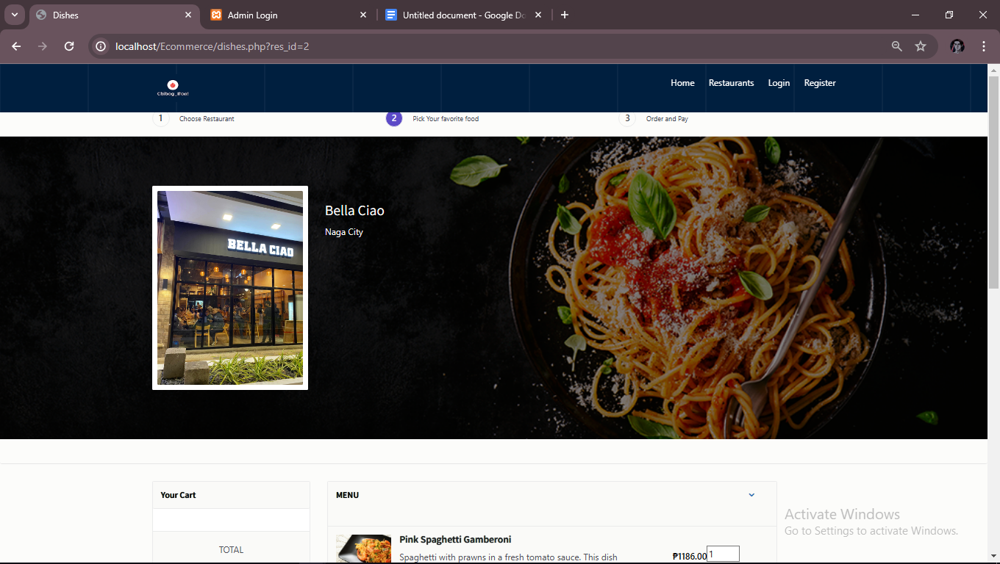 Dishes
Admin Login
Untitled document - Google Do
localhost/Ecommerce/dishes.php?res_id=2
Chibog_Iton!
Home Restaurants Login Register
1 Choose Restaurant
2 Pick Your favorite food
3 Order and Pay
BELLA CIAO
Bella Ciao
Naga City
Your Cart
TOTAL
MENU
Pink Spaghetti Gamberoni
Spaghetti with prawns in a fresh tomato sauce. This dish
₱1186.00 1
Activate Windows
Go to Settings to activate Windows.